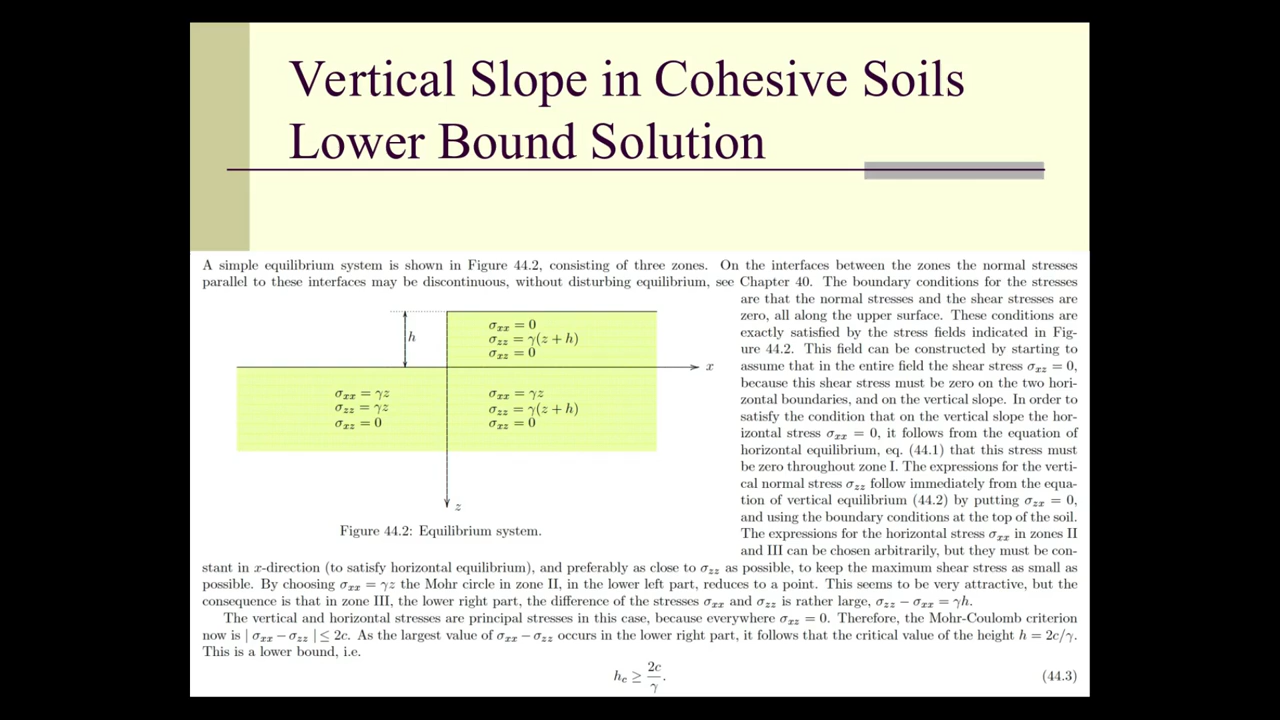 Vertical Slope in Cohesive Soils
Lower Bound Solution
A simple equilibrium system is shown in Figure 44.2, consisting of three zones. On the interfaces between the zones the normal stresses
parallel to these interfaces may be discontinuous, without disturbing equilibrium, see Chapter 40. The boundary conditions for the stresses
are that the normal stresses and the shear stresses are
zero, all along the upper surface. These conditions are
exactly satisfied by the stress fields indicated in Fig-
ure 44.2. This field can be constructed by starting to
assume that in the entire field the shear stress σxz = 0,
because this shear stress must be zero on the two hori-
zontal boundaries, and on the vertical slope. In order to
satisfy the condition that on the vertical slope the hor-
izontal stress σxx = 0, it follows from the equation of
horizontal equilibrium, eq. (44.1) that this stress must
be zero throughout zone I. The expressions for the verti-
cal normal stress σzz follow immediately from the equa-
tion of vertical equilibrium (44.2) by putting σzx = 0,
and using the boundary conditions at the top of the soil.
The expressions for the horizontal stress σxx in zones II
and III can be chosen arbitrarily, but they must be con-
h
σxx = 0
σzz = γ(z + h)
σxz = 0
x
σxx = γz
σzz = γz
σxz = 0
σxx = γz
σzz = γ(z + h)
σxz = 0
z
Figure 44.2: Equilibrium system.
stant in x-direction (to satisfy horizontal equilibrium), and preferably as close to σzz as possible, to keep the maximum shear stress as small as
possible. By choosing σxx = γz the Mohr circle in zone II, in the lower left part, reduces to a point. This seems to be very attractive, but the
consequence is that in zone III, the lower right part, the difference of the stresses σxx and σzz is rather large, σzz − σxx = γh.
The vertical and horizontal stresses are principal stresses in this case, because everywhere σxz = 0. Therefore, the Mohr-Coulomb criterion
now is | σxx − σzz | ≤ 2c. As the largest value of σxx − σzz occurs in the lower right part, it follows that the critical value of the height h = 2c/γ.
This is a lower bound, i.e.
hc ≥ 2c/γ. (44.3)